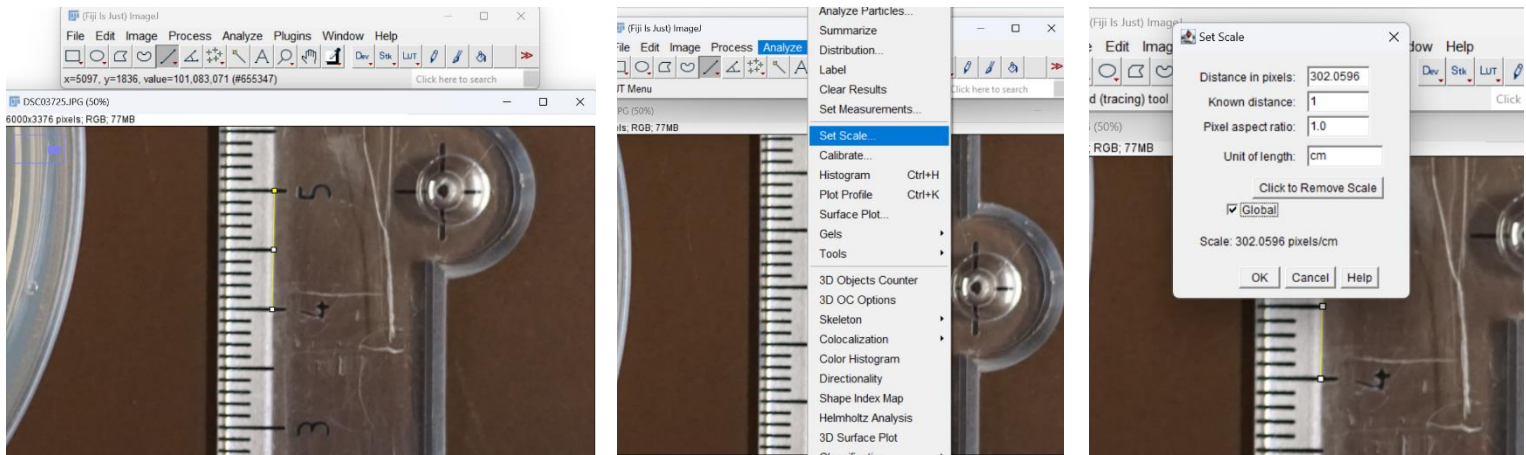 (Fiji Is Just) ImageJ
File Edit Image Process Analyze Plugins Window Help
Dev Stk LUT
x=5097, y=1836, value=101,083,071 (#655347)
Click here to search
DSC03725.JPG (50%)
6000x3376 pixels; RGB; 77MB
5
4
3
(Fiji Is Just) ImageJ
ile Edit Image Process Analyze
JT Menu
lick here to search
PG (50%)
els; RGB; 77MB
Analyze Particles...
Summarize
Distribution...
Label
Clear Results
Set Measurements...
Set Scale...
Calibrate...
Histogram Ctrl+H
Plot Profile Ctrl+K
Surface Plot...
Gels
Tools
3D Objects Counter
3D OC Options
Skeleton
Colocalization
Color Histogram
Directionality
Shape Index Map
Helmholtz Analysis
3D Surface Plot
(Fiji Is Just) ImageJ
Edit Imag
dow Help
Dev Stk LUT
d (tracing) tool
Click
(50%)
; RGB; 77MB
Set Scale
Distance in pixels: 302.0596
Known distance: 1
Pixel aspect ratio: 1.0
Unit of length: cm
Click to Remove Scale
Global
Scale: 302.0596 pixels/cm
OK Cancel Help
4